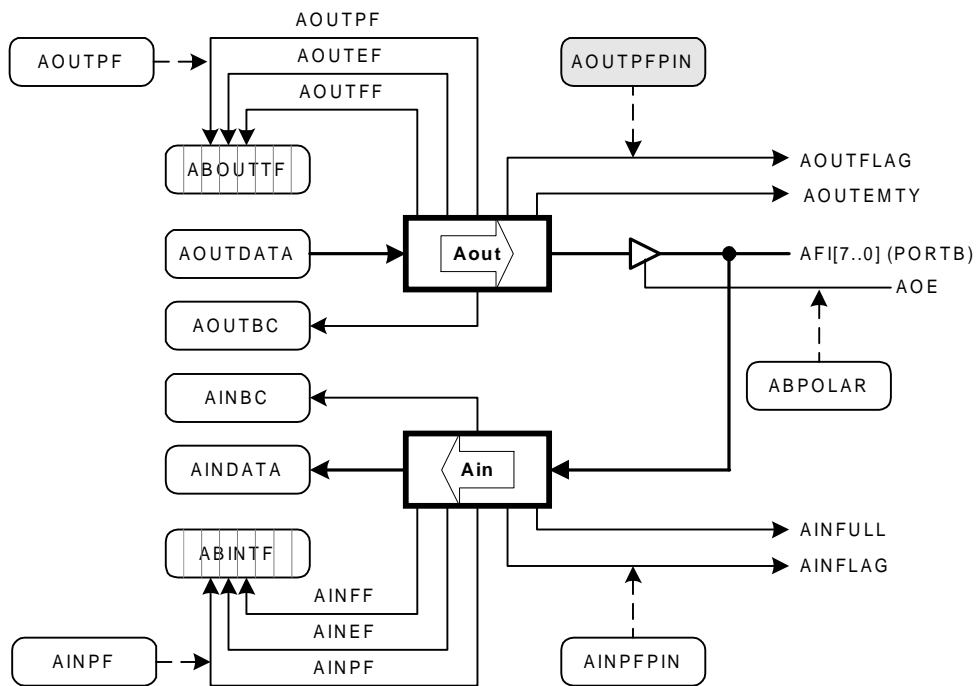 AOUTPF
AOUTPF
AOUTEF
AOUTFF
AOUTPFPIN
ABOUTTF
AOUTFLAG
AOUTEMTY
AOUTDATA
Aout
AFI[7..0] (PORTB)
AOE
AOUTBC
ABPOLAR
AINBC
AINDATA
Ain
AINFULL
ABINTF
AINFLAG
AINFF
AINEF
AINPF
AINPF
AINPFPIN